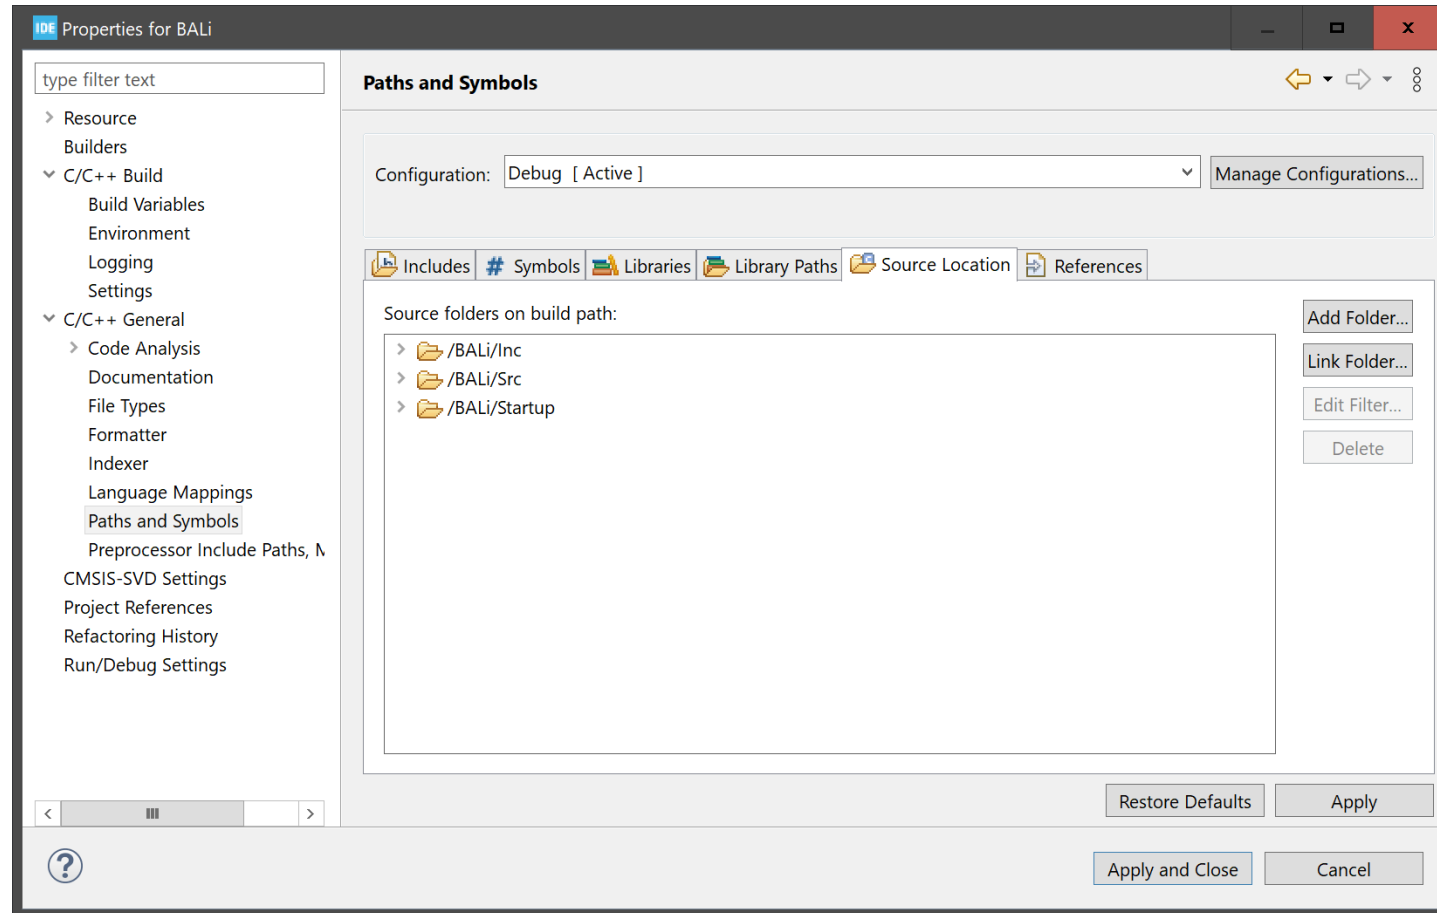 IDE Properties for BALi
type filter text
Resource
Builders
C/C++ Build
Build Variables
Environment
Logging
Settings
C/C++ General
Code Analysis
Documentation
File Types
Formatter
Indexer
Language Mappings
Paths and Symbols
Preprocessor Include Paths, M
CMSIS-SVD Settings
Project References
Refactoring History
Run/Debug Settings
Paths and Symbols
Configuration: Debug [ Active ] Manage Configurations...
Includes # Symbols Libraries Library Paths Source Location References
Source folders on build path:
/BALi/Inc
/BALi/Src
/BALi/Startup
Add Folder...
Link Folder...
Edit Filter...
Delete
Restore Defaults Apply
? Apply and Close Cancel